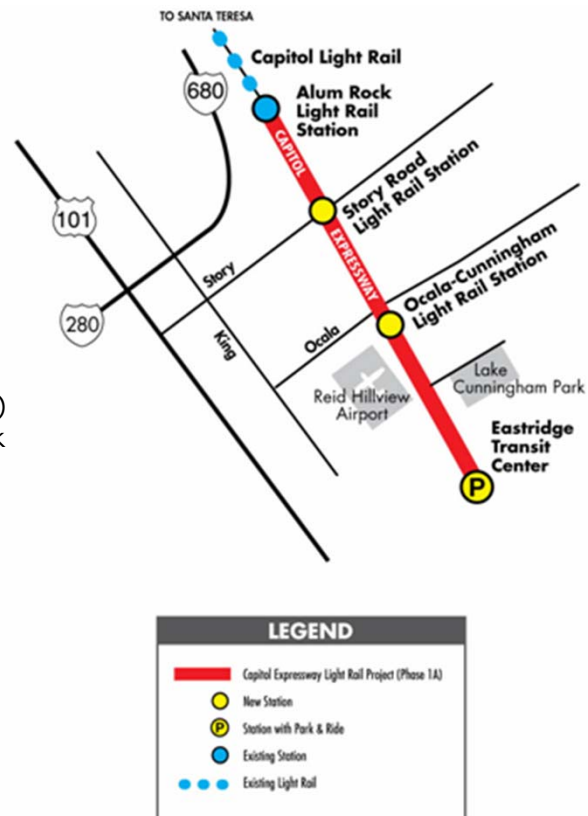 TO SANTA TERESA
Capitol Light Rail
680
Alum Rock
Light Rail
Station
CAPITOL
101
Story Road
Light Rail Station
EXPRESSWAY
Story
Ocala-Cunningham
Light Rail Station
280
King
Ocala
Lake
Cunningham Park
Reid Hillview
Airport
)
k
Eastridge
Transit
Center
P
LEGEND
Capitol Expressway Light Rail Project (Phase 1A)
New Station
P Station with Park & Ride
Existing Station
Existing Light Rail